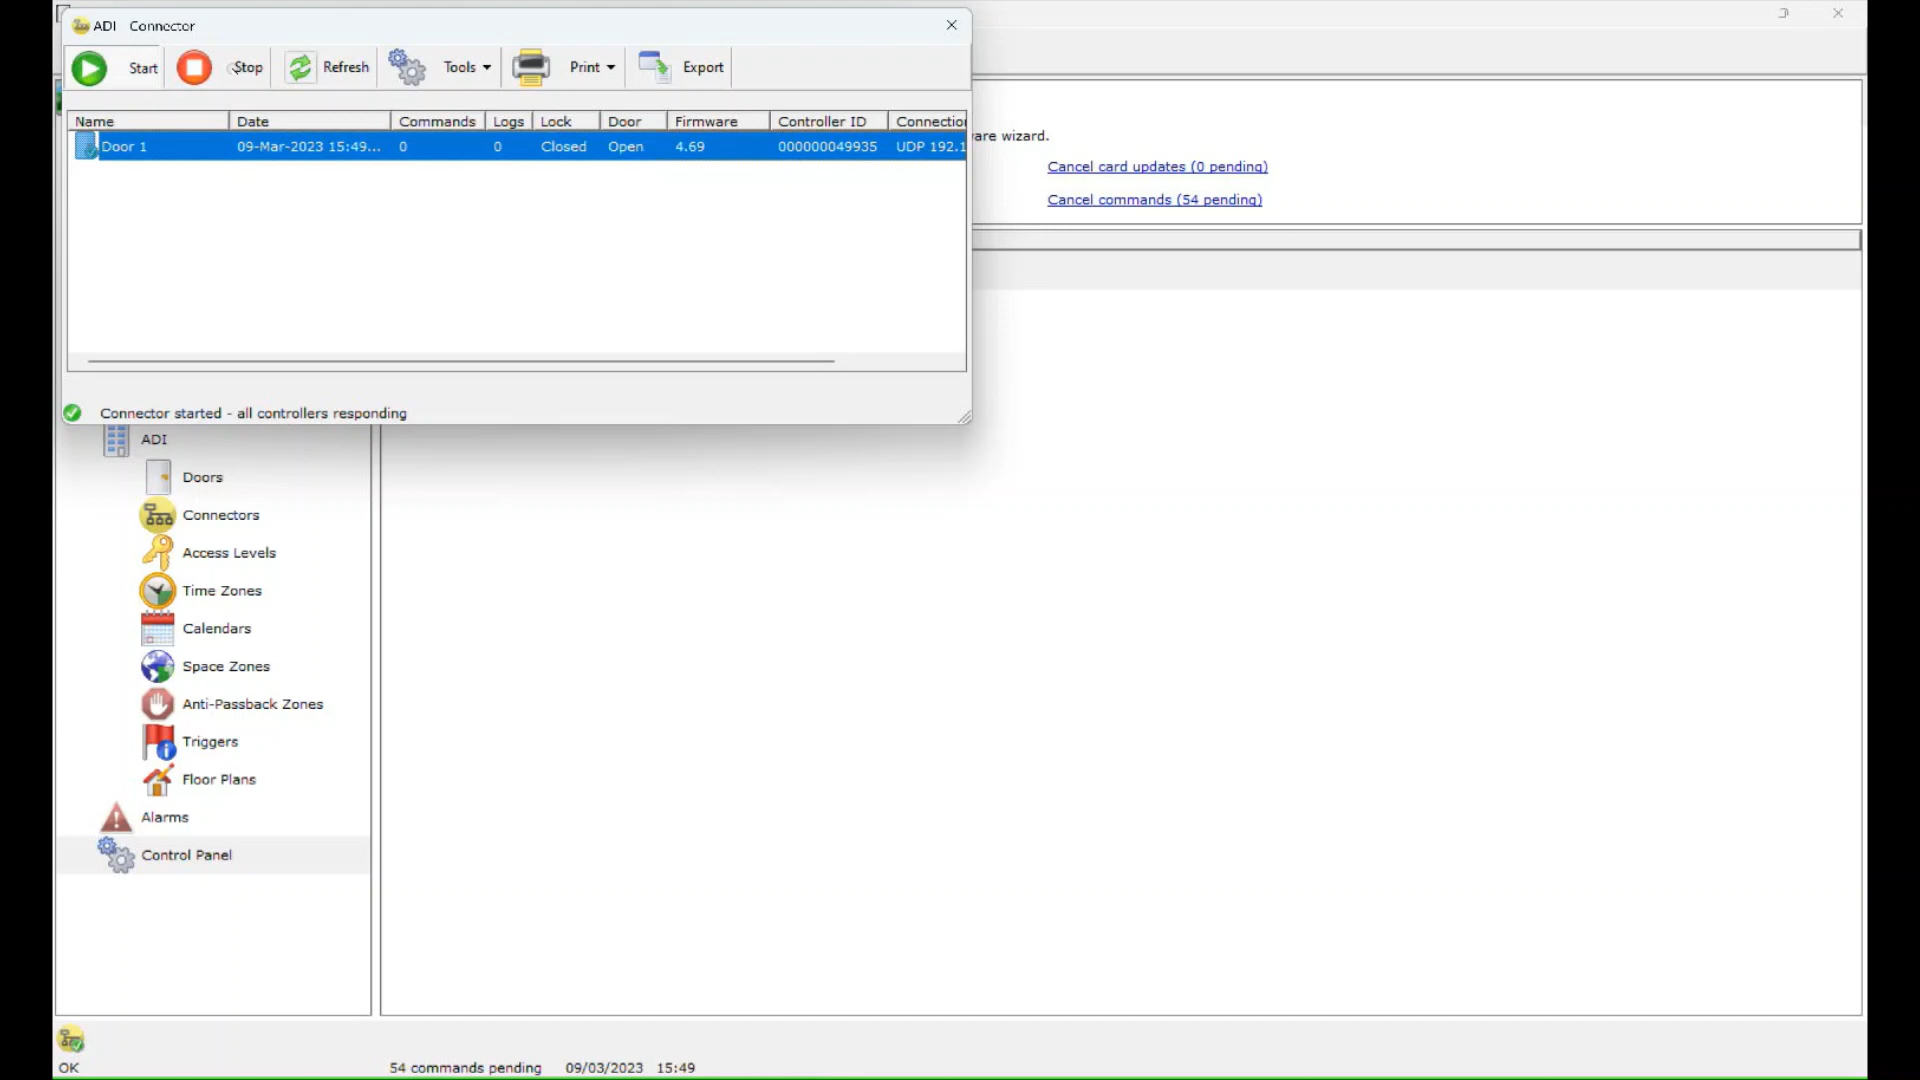 ADI Connector
Start Stop Refresh Tools Print Export
Name Date Commands Logs Lock Door Firmware Controller ID Connectio
Door 1 09-Mar-2023 15:49... 0 0 Closed Open 4.69 000000049935 UDP 192.1
are wizard.
Cancel card updates (0 pending)
Cancel commands (54 pending)
Connector started - all controllers responding
ADI
Doors
Connectors
Access Levels
Time Zones
Calendars
Space Zones
Anti-Passback Zones
Triggers
Floor Plans
Alarms
Control Panel
OK 54 commands pending 09/03/2023 15:49